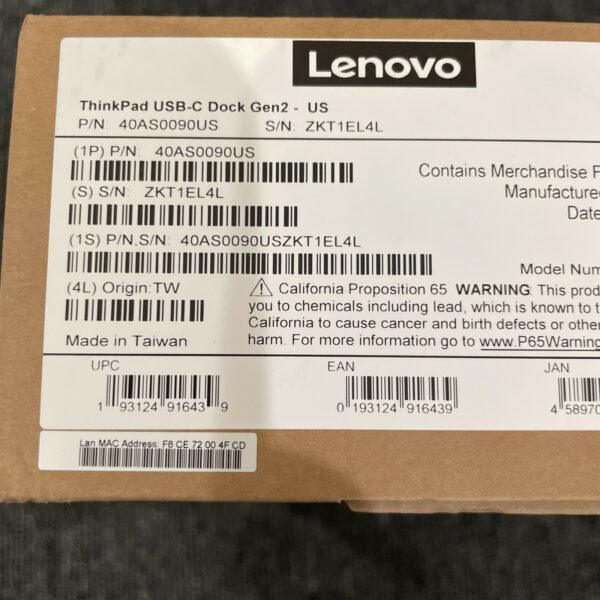 Lenovo
ThinkPad USB-C Dock Gen2 - US
P/N: 40AS0090US S/N: ZKT1EL4L
(1P) P/N: 40AS0090US
Contains Merchandise
(S) S/N: ZKT1EL4L
Manufactured
Date
(1S) P/N,S/N: 40AS0090USZKT1EL4L
Model Num
(4L) Origin:TW
⚠ California Proposition 65 WARNING: This prod
you to chemicals including lead, which is known to
California to cause cancer and birth defects or othe
Made in Taiwan
harm. For more information go to www.P65Warning
UPC EAN JAN
1 93124 91643 9
0 193124 916439
4 58970
Lan MAC Address: F8 CE 72 00 4F CD